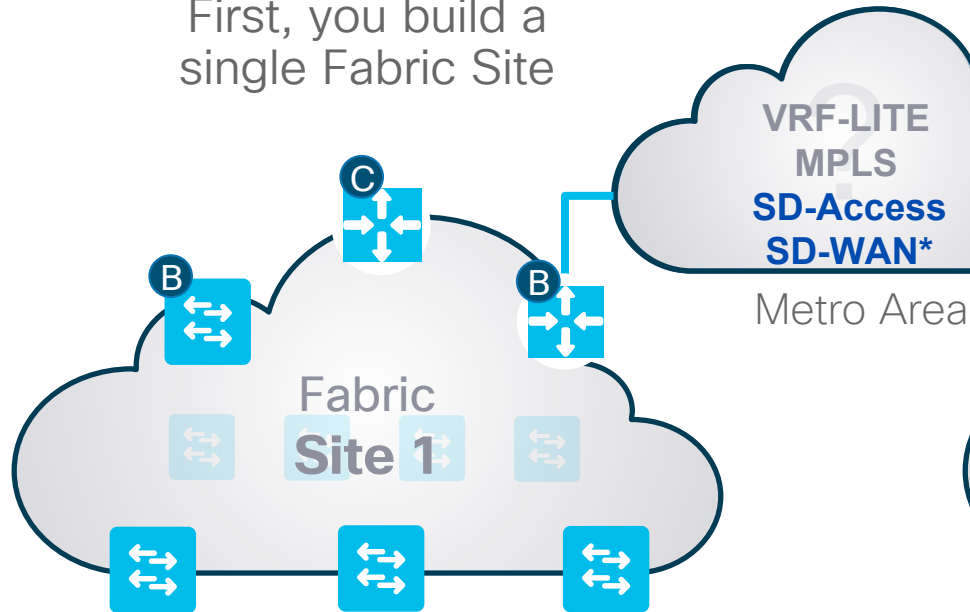 First, you build a
single Fabric Site
?
VRF-LITE
MPLS
SD-Access
SD-WAN*
Metro Area
C
B
B
Fabric
Site 1